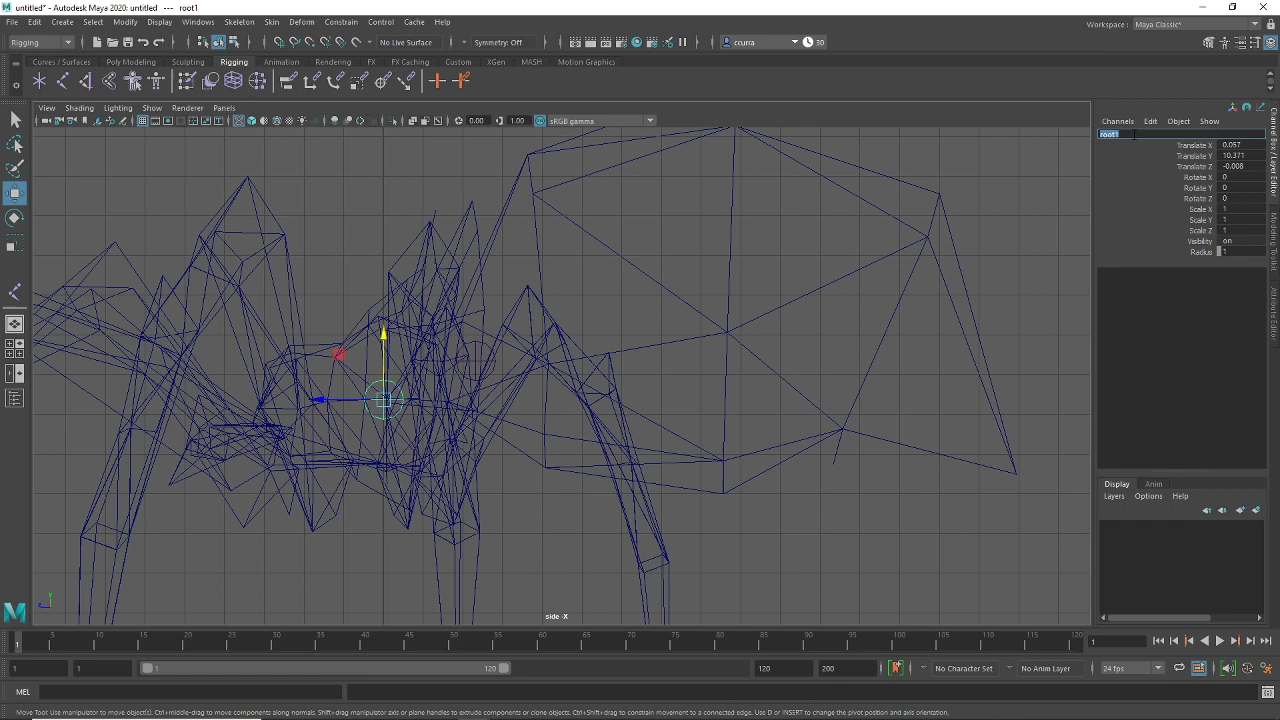 untitled* - Autodesk Maya 2020: untitled --- root1
File Edit Create Select Modify Display Windows Skeleton Skin Deform Constrain Control Cache Help
Workspace : Maya Classic*
Rigging No Live Surface Symmetry: Off ccurra 30
Curves / Surfaces Poly Modeling Sculpting Rigging Animation Rendering FX FX Caching Custom XGen MASH Motion Graphics
View Shading Lighting Show Renderer Panels
0.00 1.00 sRGB gamma
Channels Edit Object Show
root1
Translate X 0.057
Translate Y 10.371
Translate Z -0.008
Rotate X 0
Rotate Y 0
Rotate Z 0
Scale X 1
Scale Y 1
Scale Z 1
Visibility on
Radius 1
Channel Box / Layer Editor
Modeling Toolkit
Attribute Editor
Display Anim
Layers Options Help
y
z
side -X
5 10 15 20 25 30 35 40 45 50 55 60 65 70 75 80 85 90 95 100 105 110 115 120
1
1 1 1 120 120 200 No Character Set No Anim Layer 24 fps
MEL
Move Tool: Use manipulator to move object(s). Ctrl+middle-drag to move components along normals. Shift+drag manipulator axis or plane handles to extrude components or clone objects. Ctrl+Shift+drag to constrain movement to a connected edge. Use D or INSERT to change the pivot position and axis orientation.